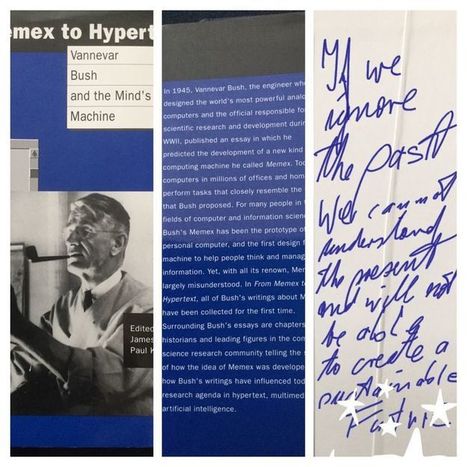 emex to Hypert
Vannevar
Bush
and the Mind's
Machine
Edited
James
Paul K
In 1945, Vannevar Bush, the engineer wh
designed the world's most powerful analo
computers and the official responsible fo
scientific research and development durin
WWII, published an essay in which he
predicted the development of a new kind
computing machine he called Memex. Tod
computers in millions of offices and home
perform tasks that closely resemble the
that Bush proposed. For many people in t
fields of computer and information scienc
Bush's Memex has been the prototype of
personal computer, and the first design f
machine to help people think and manag
information. Yet, with all its renown, Mem
largely misunderstood. In From Memex to
Hypertext, all of Bush's writings about M
have been collected for the first time.
Surrounding Bush's essays are chapters
historians and leading figures in the com
science research community telling the s
of how the idea of Memex was develope
how Bush's writings have influenced tod
research agenda in hypertext, multimed
artificial intelligence.
If we
ignore
the past
We cannot
understand
the present
and will not
be able
to create a
sustainable
Future